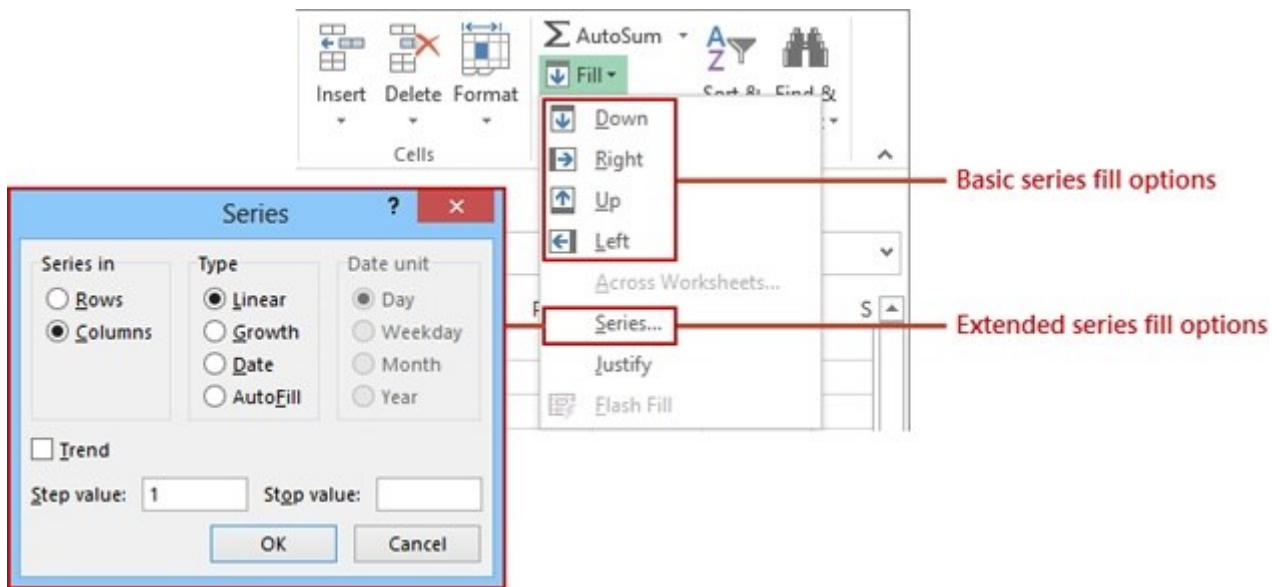 AutoSum
Fill
Insert Delete Format
Sort & Find &
Cells
Down
Right
Up
Left
Across Worksheets...
Series...
Justify
Flash Fill
S
Basic series fill options
Extended series fill options
Series ? ×
Series in
Rows
Columns
Type
Linear
Growth
Date
AutoFill
Date unit
Day
Weekday
Month
Year
Trend
Step value: 1 Stop value:
OK Cancel